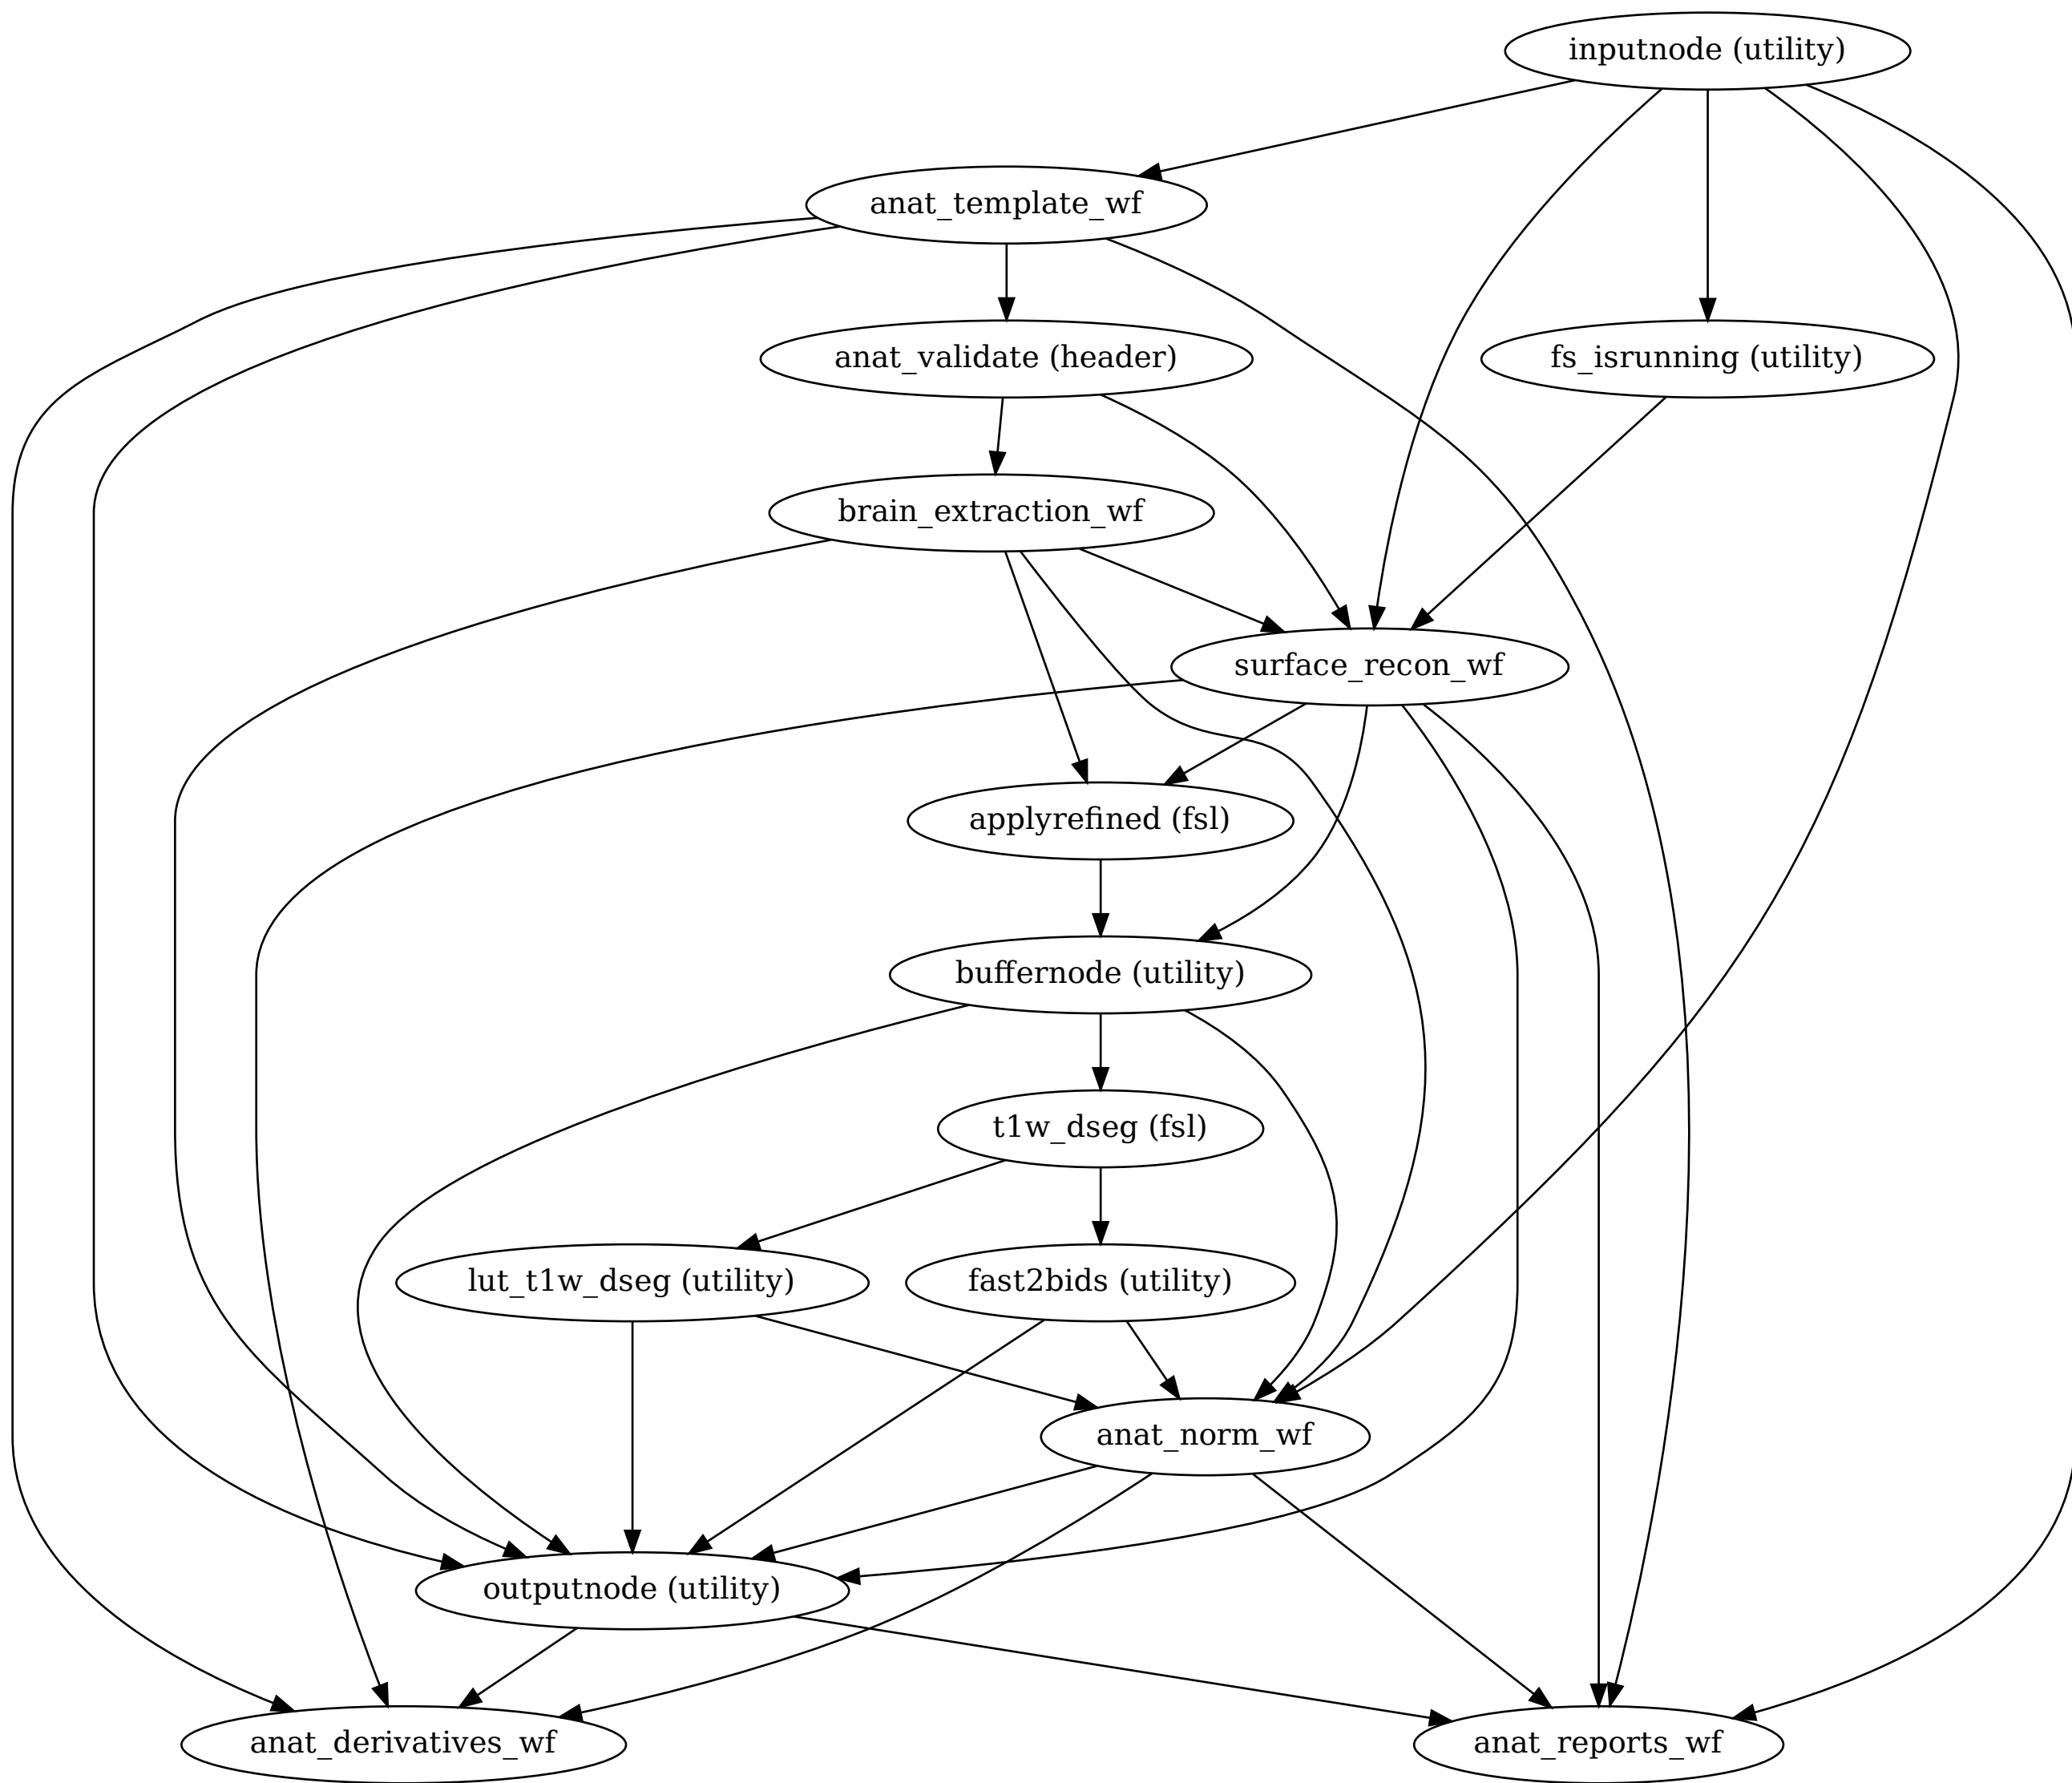 inputnode (utility)
anat_template_wf
anat_validate (header)
fs_isrunning (utility)
brain_extraction_wf
surface_recon_wf
applyrefined (fsl)
buffernode (utility)
t1w_dseg (fsl)
lut_t1w_dseg (utility)
fast2bids (utility)
anat_norm_wf
outputnode (utility)
anat_derivatives_wf
anat_reports_wf